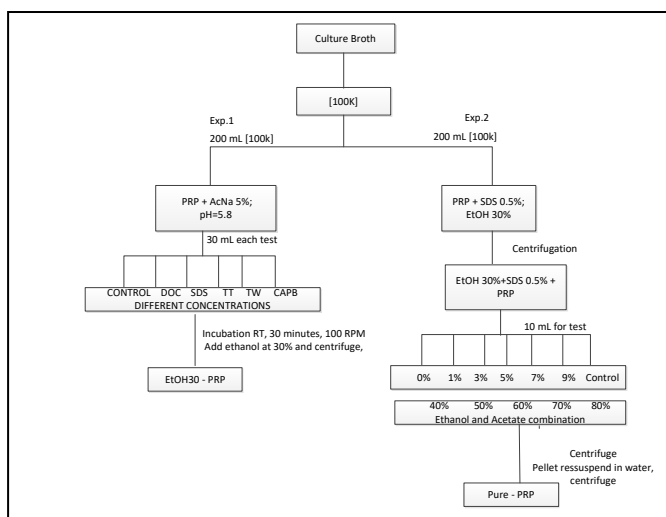 Culture Broth
[100K]
Exp.1
200 mL [100k]
Exp.2
200 mL [100k]
PRP + AcNa 5%;
pH=5.8
30 mL each test
CONTROL DOC SDS TT TW CAPB
DIFFERENT CONCENTRATIONS
Incubation RT, 30 minutes, 100 RPM
Add ethanol at 30% and centrifuge,
EtOH30 - PRP
PRP + SDS 0.5%;
EtOH 30%
Centrifugation
EtOH 30%+SDS 0.5% +
PRP
10 mL for test
0% 1% 3% 5% 7% 9% Control
40% 50% 60% 70% 80%
Ethanol and Acetate combination
Centrifuge
Pellet ressuspend in water,
centrifuge
Pure - PRP